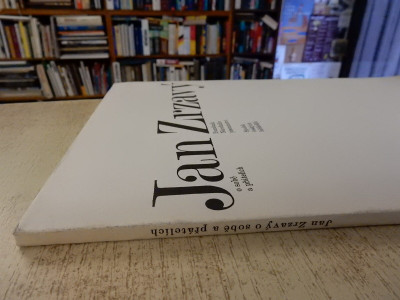 Jan Zrzavý
o sobě
a přátelích
Jan Zrzavý o sobě a přátelích